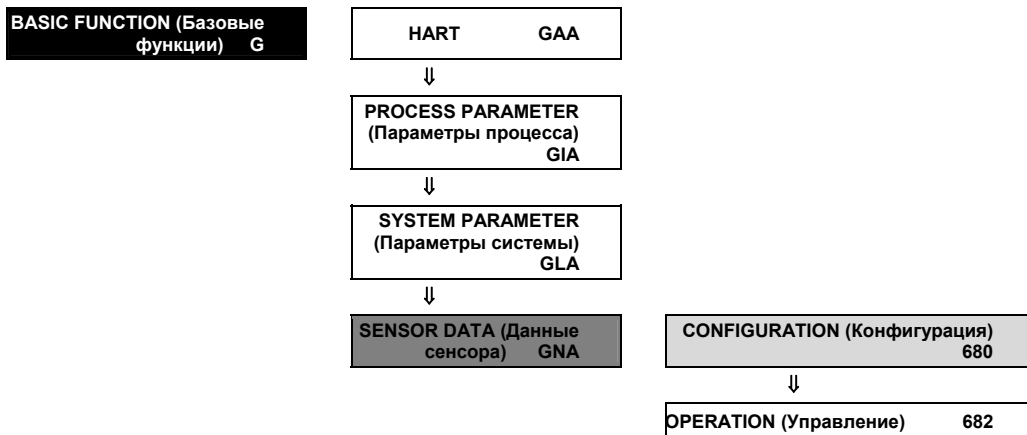 BASIC FUNCTION (Базовые
функции) G
HART GAA
⇓
PROCESS PARAMETER
(Параметры процесса)
GIA
⇓
SYSTEM PARAMETER
(Параметры системы)
GLA
⇓
SENSOR DATA (Данные
сенсора) GNA
CONFIGURATION (Конфигурация)
680
⇓
OPERATION (Управление) 682